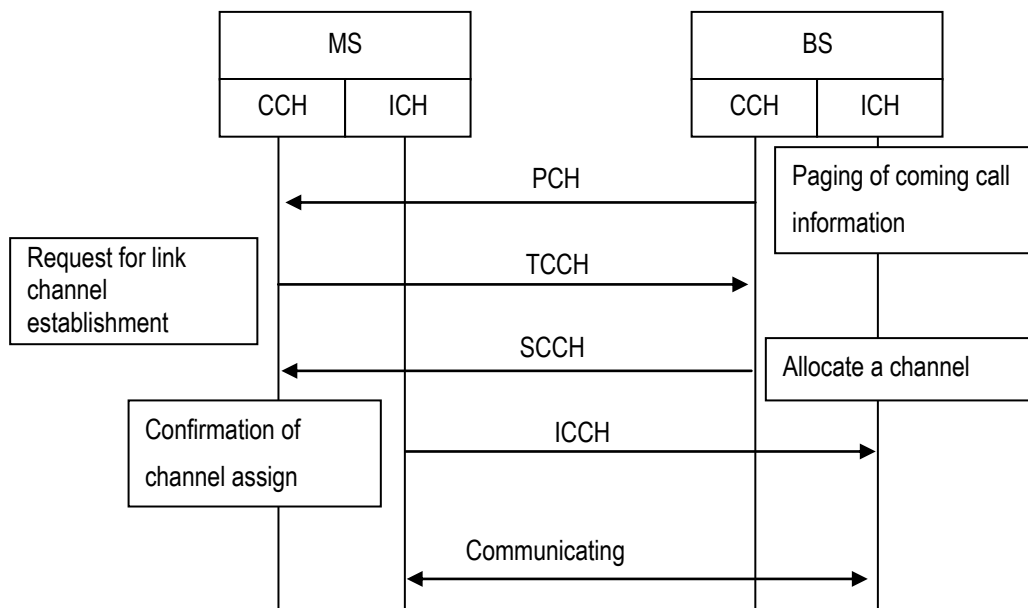 MS
BS
CCH
ICH
CCH
ICH
PCH
Paging of coming call
information
Request for link
channel
establishment
TCCH
SCCH
Allocate a channel
Confirmation of
channel assign
ICCH
Communicating